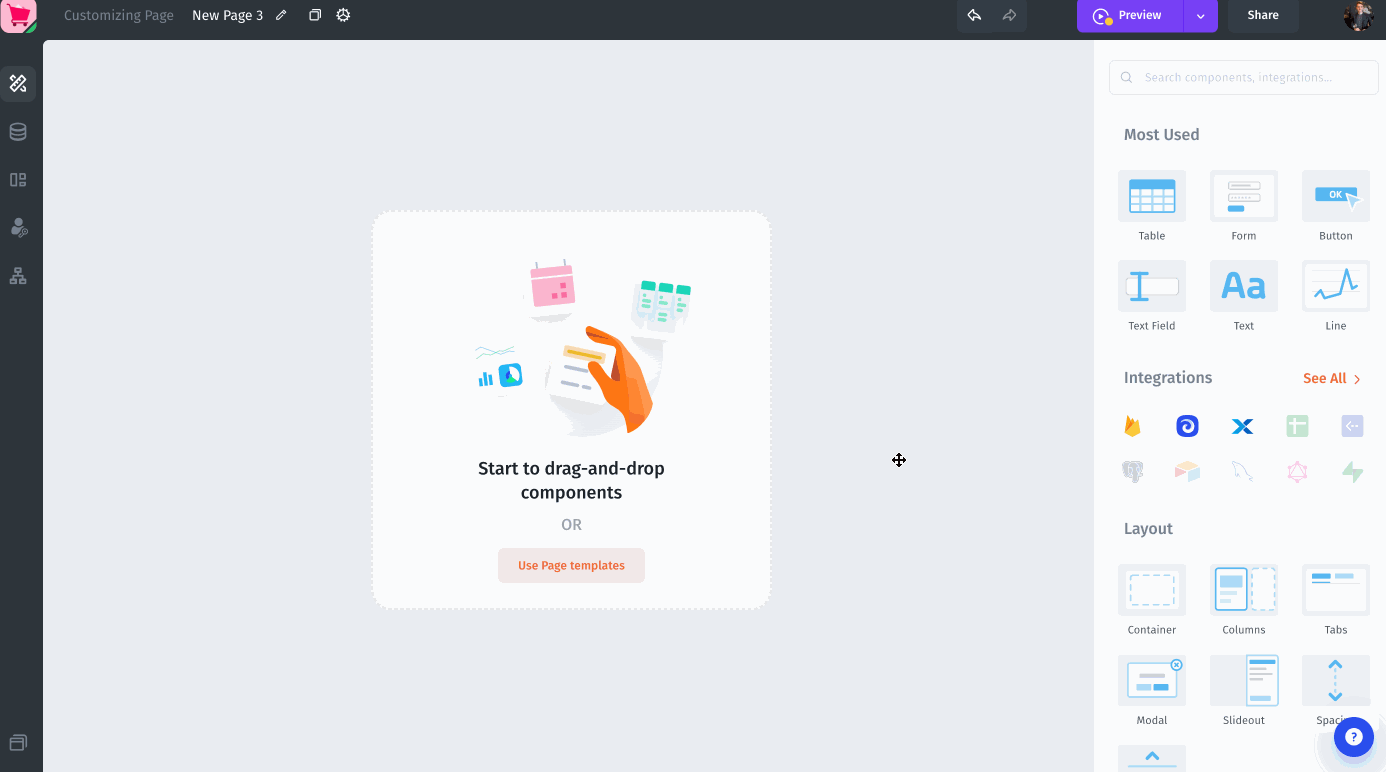 Customizing Page New Page 3 Preview Share
Search components, integrations...
Most Used
OK
Table Form Button
Aa
Text Field Text Line
Integrations See All
Start to drag-and-drop
components
OR
Use Page templates
Layout
Container Columns Tabs
Modal Slideout Spaci
?